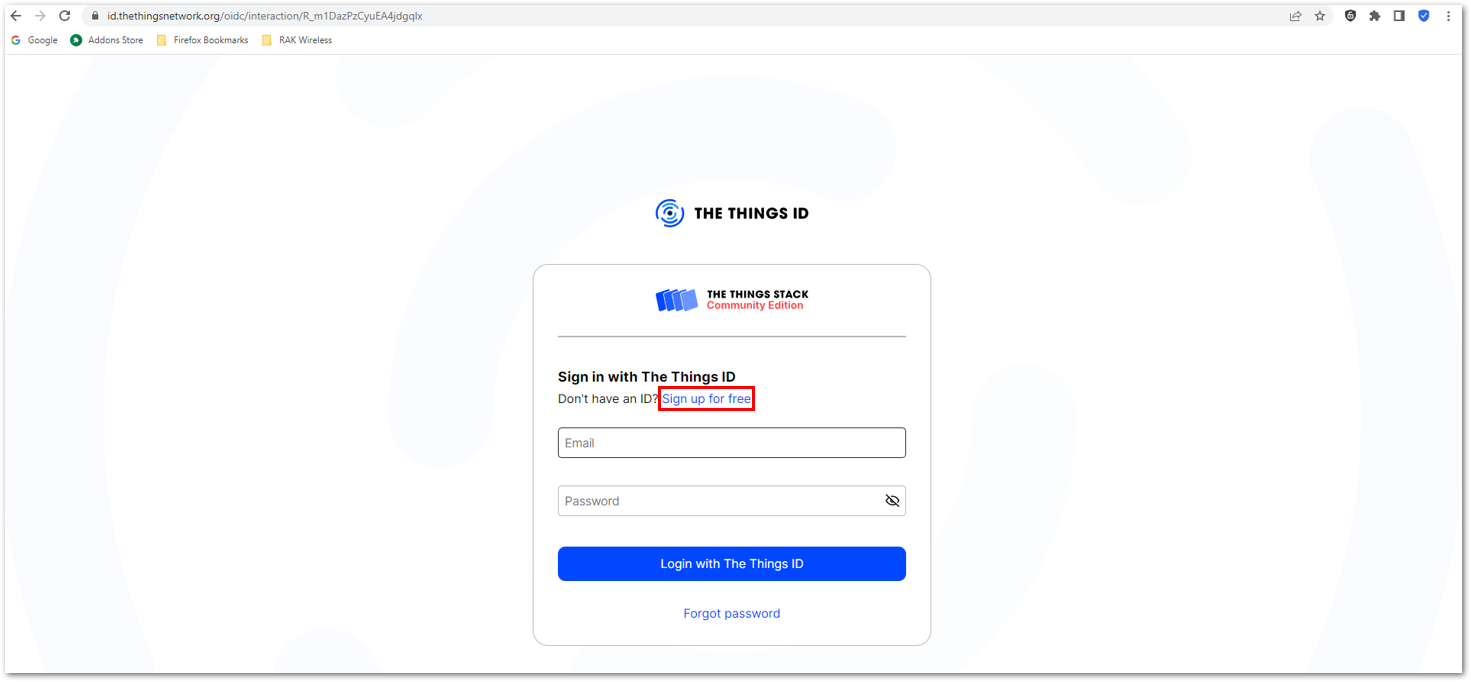 id.thethingsnetwork.org/oidc/interaction/R_m1DazPzCyuEA4jdgqIx
Google Addons Store Firefox Bookmarks RAK Wireless
THE THINGS ID
THE THINGS STACK
Community Edition
Sign in with The Things ID
Don't have an ID? Sign up for free
Email
Password
Login with The Things ID
Forgot password